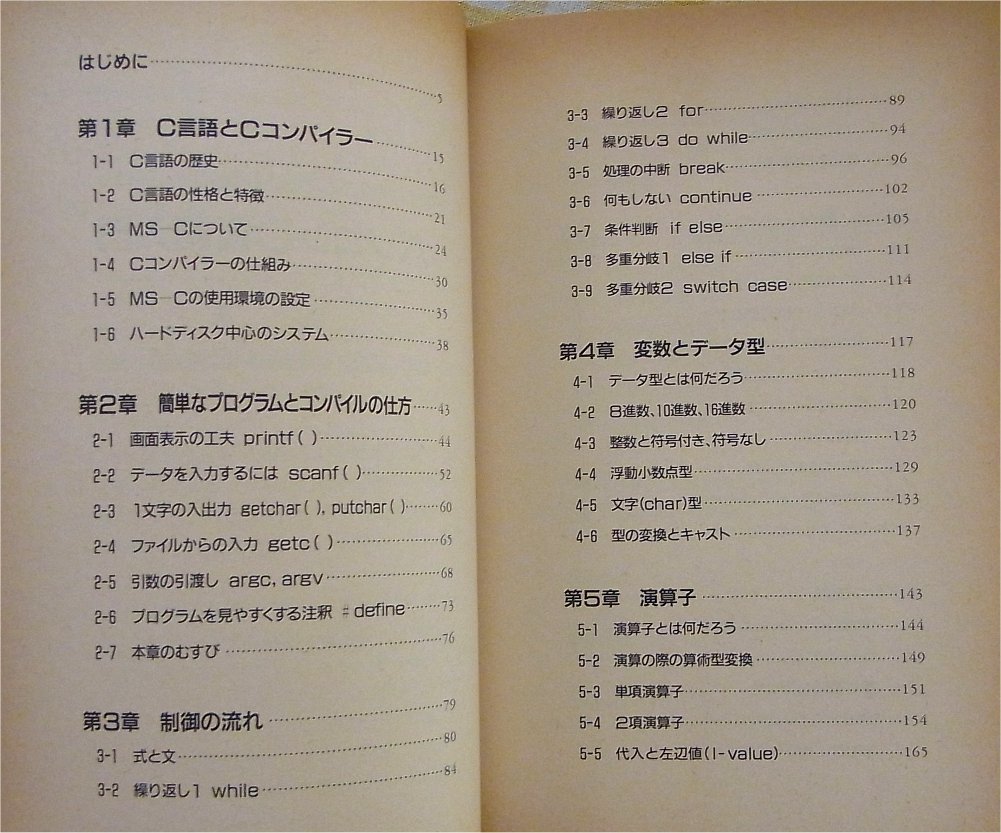 はじめに……5
第1章 C言語とCコンパイラー……15
1-1 C言語の歴史……16
1-2 C言語の性格と特徴……21
1-3 MS-Cについて……24
1-4 Cコンパイラーの仕組み……30
1-5 MS-Cの使用環境の設定……35
1-6 ハードディスク中心のシステム……38
第2章 簡単なプログラムとコンパイルの仕方……43
2-1 画面表示の工夫 printf( )……44
2-2 データを入力するには scanf( )……52
2-3 1文字の入出力 getchar( ), putchar( )……60
2-4 ファイルからの入力 getc( )……65
2-5 引数の引渡し argc, argv……68
2-6 プログラムを見やすくする注釈 #define……73
2-7 本章のむすび……76
第3章 制御の流れ……79
3-1 式と文……80
3-2 繰り返し1 while……84
3-3 繰り返し2 for……89
3-4 繰り返し3 do while……94
3-5 処理の中断 break……96
3-6 何もしない continue……102
3-7 条件判断 if else……105
3-8 多重分岐1 else if……111
3-9 多重分岐2 switch case……114
第4章 変数とデータ型……117
4-1 データ型とは何だろう……118
4-2 8進数、10進数、16進数……120
4-3 整数と符号付き、符号なし……123
4-4 浮動小数点型……129
4-5 文字(char)型……133
4-6 型の変換とキャスト……137
第5章 演算子……143
5-1 演算子とは何だろう……144
5-2 演算の際の算術型変換……149
5-3 単項演算子……151
5-4 2項演算子……154
5-5 代入と左辺値(l-value)……165